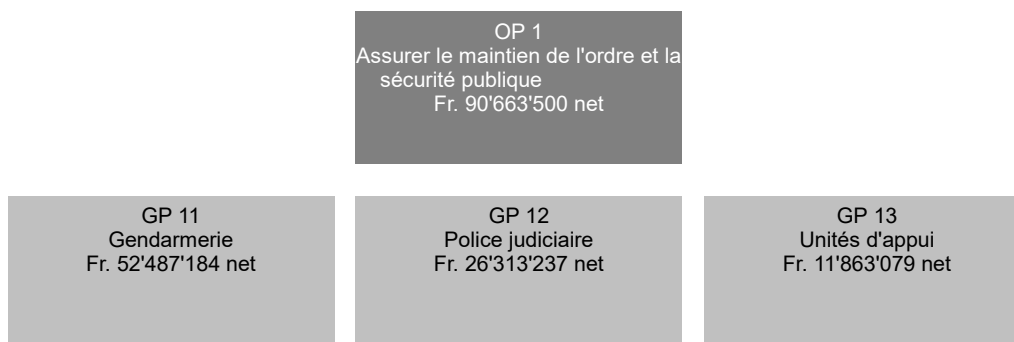 OP 1
Assurer le maintien de l'ordre et la
sécurité publique
Fr. 90'663'500 net
GP 11
Gendarmerie
Fr. 52'487'184 net
GP 12
Police judiciaire
Fr. 26'313'237 net
GP 13
Unités d'appui
Fr. 11'863'079 net